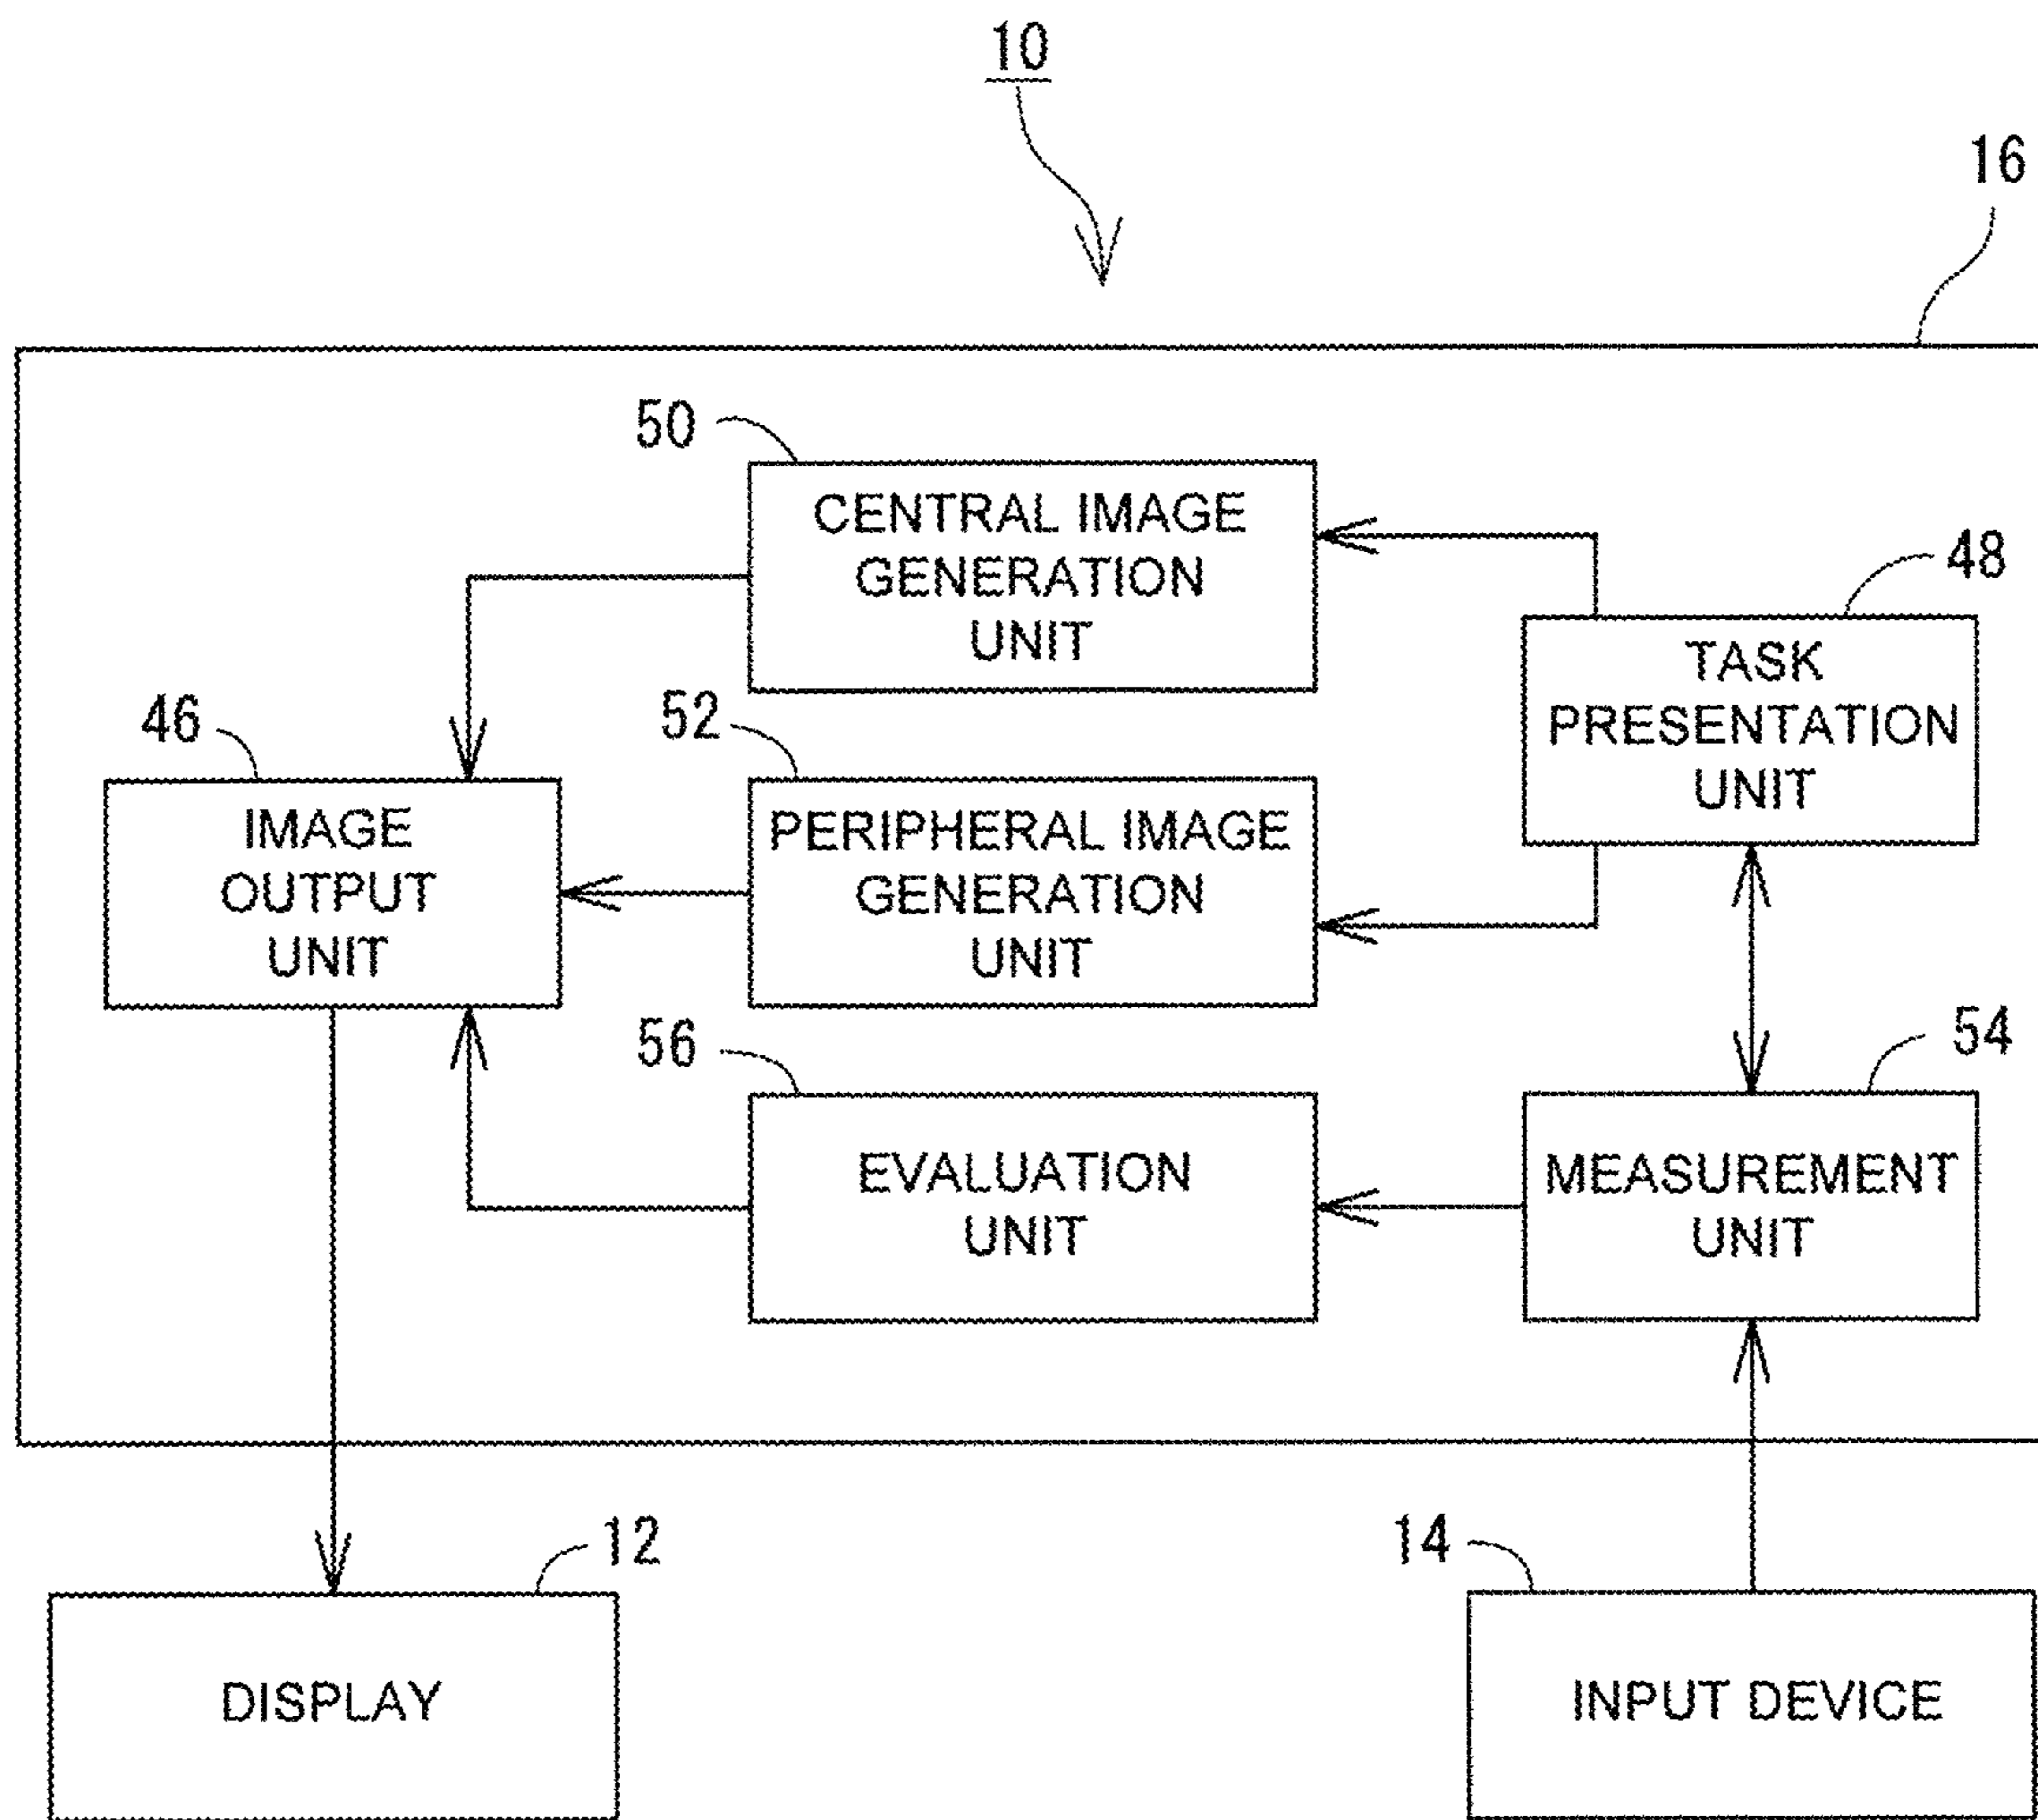 10
16
50
CENTRAL IMAGE
GENERATION
UNIT
48
TASK
PRESENTATION
UNIT
46
IMAGE
OUTPUT
UNIT
52
PERIPHERAL IMAGE
GENERATION
UNIT
56
EVALUATION
UNIT
54
MEASUREMENT
UNIT
12
DISPLAY
14
INPUT DEVICE